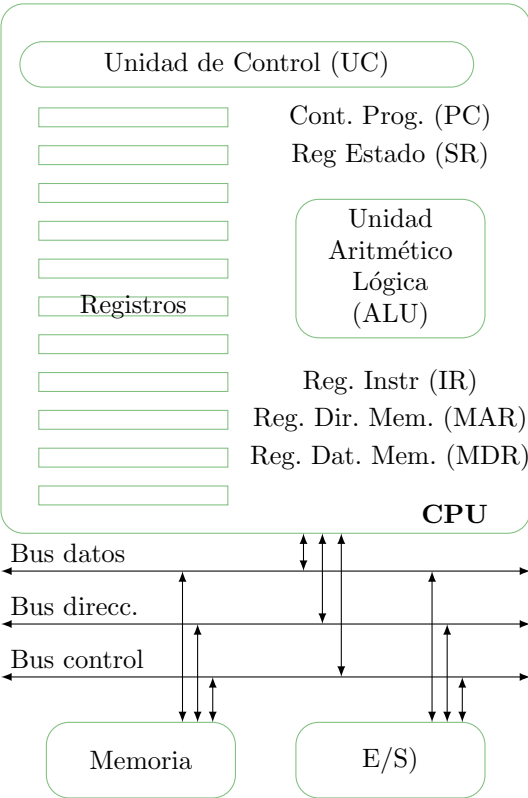 Unidad de Control (UC)
Cont. Prog. (PC)
Reg Estado (SR)
Unidad
Aritmético
Lógica
(ALU)
Registros
Reg. Instr (IR)
Reg. Dir. Mem. (MAR)
Reg. Dat. Mem. (MDR)
CPU
Bus datos
Bus direcc.
Bus control
Memoria
E/S)